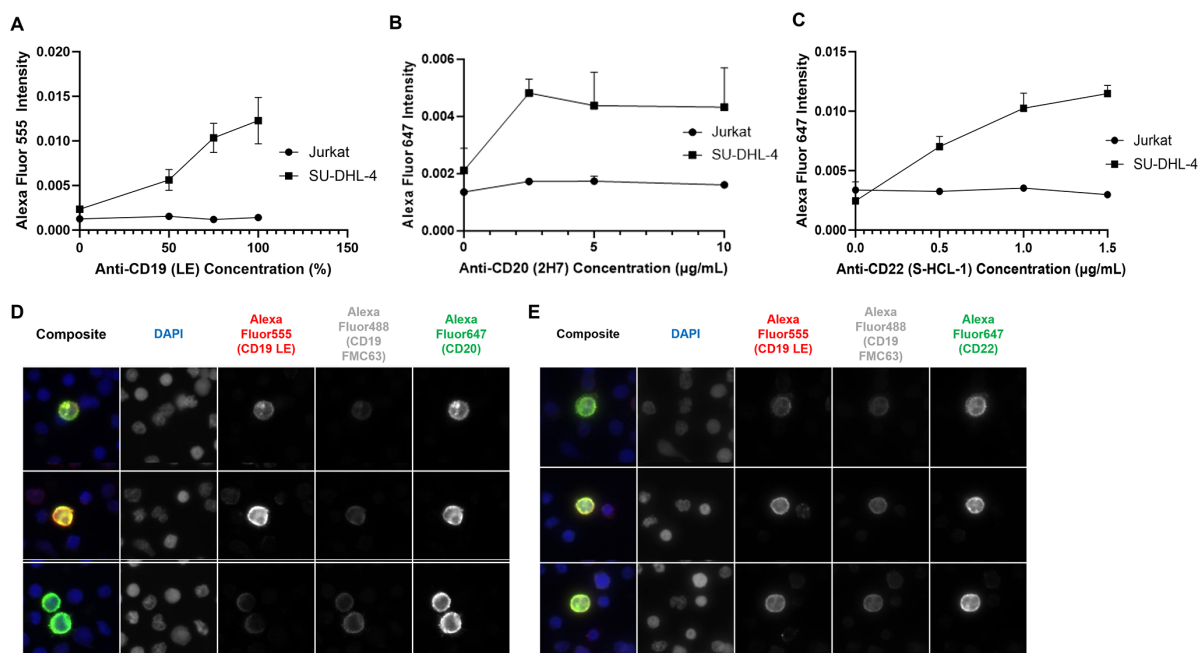 A
Alexa Fluor 555 Intensity
0.020
0.015
0.010
0.005
0.000
0
50
100
150
Anti-CD19 (LE) Concentration (%)
Jurkat
SU-DHL-4
B
Alexa Fluor 647 Intensity
0.006
0.004
0.002
0.000
0
5
10
Anti-CD20 (2H7) Concentration (µg/mL)
Jurkat
SU-DHL-4
C
Alexa Fluor 647 Intensity
0.015
0.010
0.005
0.000
0.0
0.5
1.0
1.5
Anti-CD22 (S-HCL-1) Concentration (µg/mL)
Jurkat
SU-DHL-4
D
Composite
DAPI
Alexa
Fluor555
(CD19 LE)
Alexa
Fluor488
(CD19
FMC63)
Alexa
Fluor647
(CD20)
E
Composite
DAPI
Alexa
Fluor555
(CD19 LE)
Alexa
Fluor488
(CD19
FMC63)
Alexa
Fluor647
(CD22)